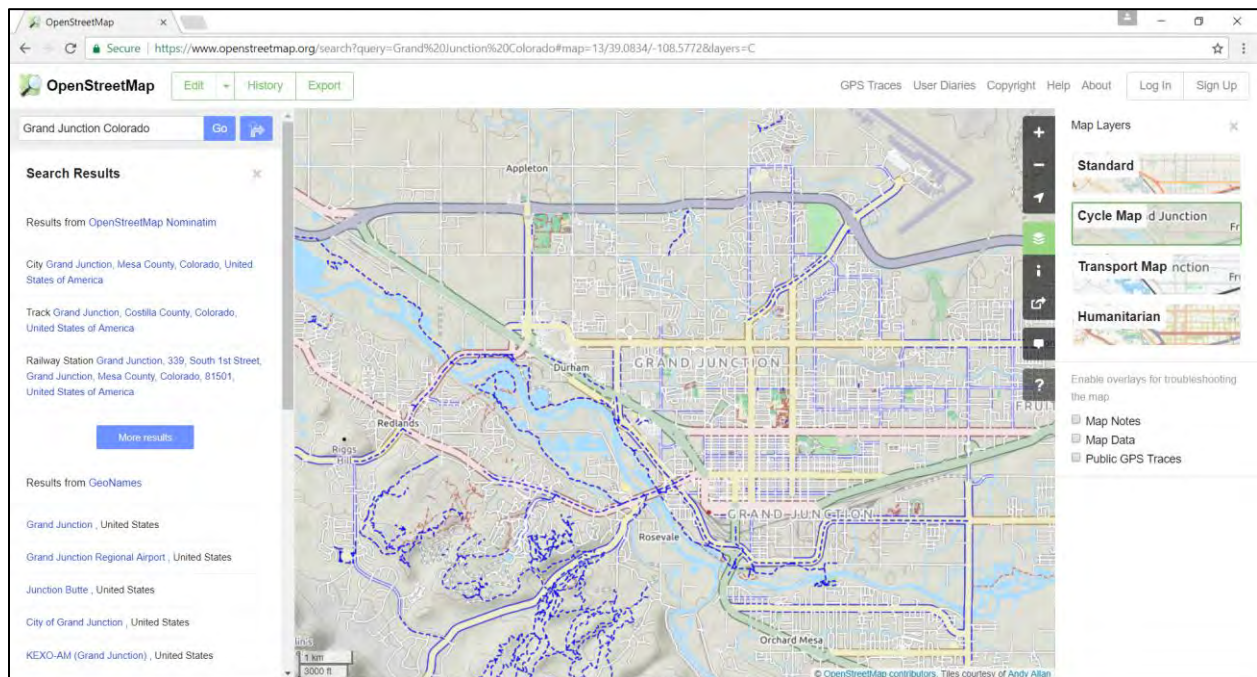 OpenStreetMap
Secure | https://www.openstreetmap.org/search?query=Grand%20Junction%20Colorado#map=13/39.0834/-108.5772&layers=C
OpenStreetMap
Edit
History
Export
GPS Traces User Diaries Copyright Help About
Log In
Sign Up
Grand Junction Colorado
Go
Search Results
Results from OpenStreetMap Nominatim
City Grand Junction, Mesa County, Colorado, United
States of America
Track Grand Junction, Costilla County, Colorado,
United States of America
Railway Station Grand Junction, 339, South 1st Street,
Grand Junction, Mesa County, Colorado, 81501,
United States of America
More results
Results from GeoNames
Grand Junction , United States
Grand Junction Regional Airport , United States
Junction Butte , United States
City of Grand Junction , United States
KEXO-AM (Grand Junction) , United States
Appleton
Durham
GRAND JUNCTION
FRUIT
Redlands
Riggs
Hill
GRAND JUNCTION
Rosevale
Orchard Mesa
1 km
3000 ft
© OpenStreetMap contributors, Tiles courtesy of Andy Allan
Map Layers
Standard
Cycle Map d Junction
Fr
Transport Map nction
Fru
Humanitarian
Enable overlays for troubleshooting
the map
Map Notes
Map Data
Public GPS Traces